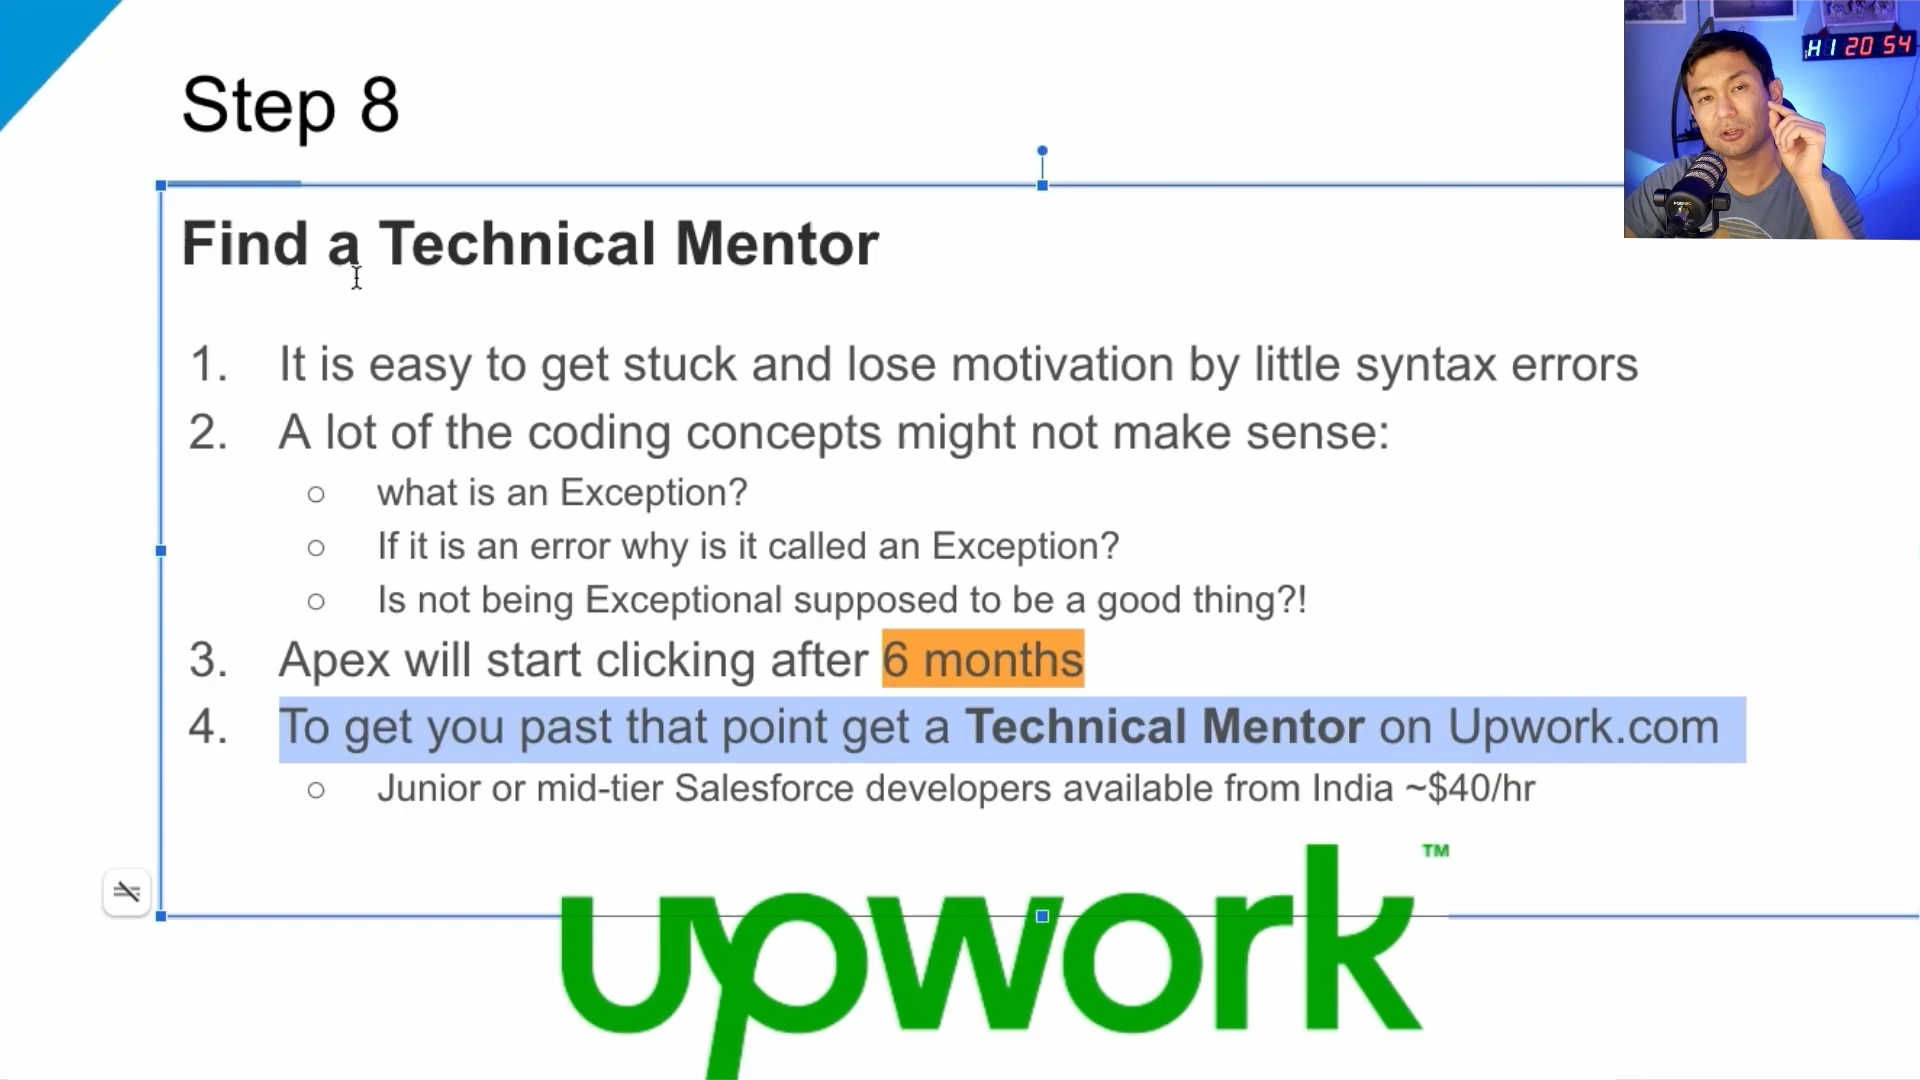 Step 8
HI 20 54
Find a Technical Mentor
1. It is easy to get stuck and lose motivation by little syntax errors
2. A lot of the coding concepts might not make sense:
○ what is an Exception?
○ If it is an error why is it called an Exception?
○ Is not being Exceptional supposed to be a good thing?!
3. Apex will start clicking after 6 months
4. To get you past that point get a Technical Mentor on Upwork.com
○ Junior or mid-tier Salesforce developers available from India ~$40/hr
upwork™